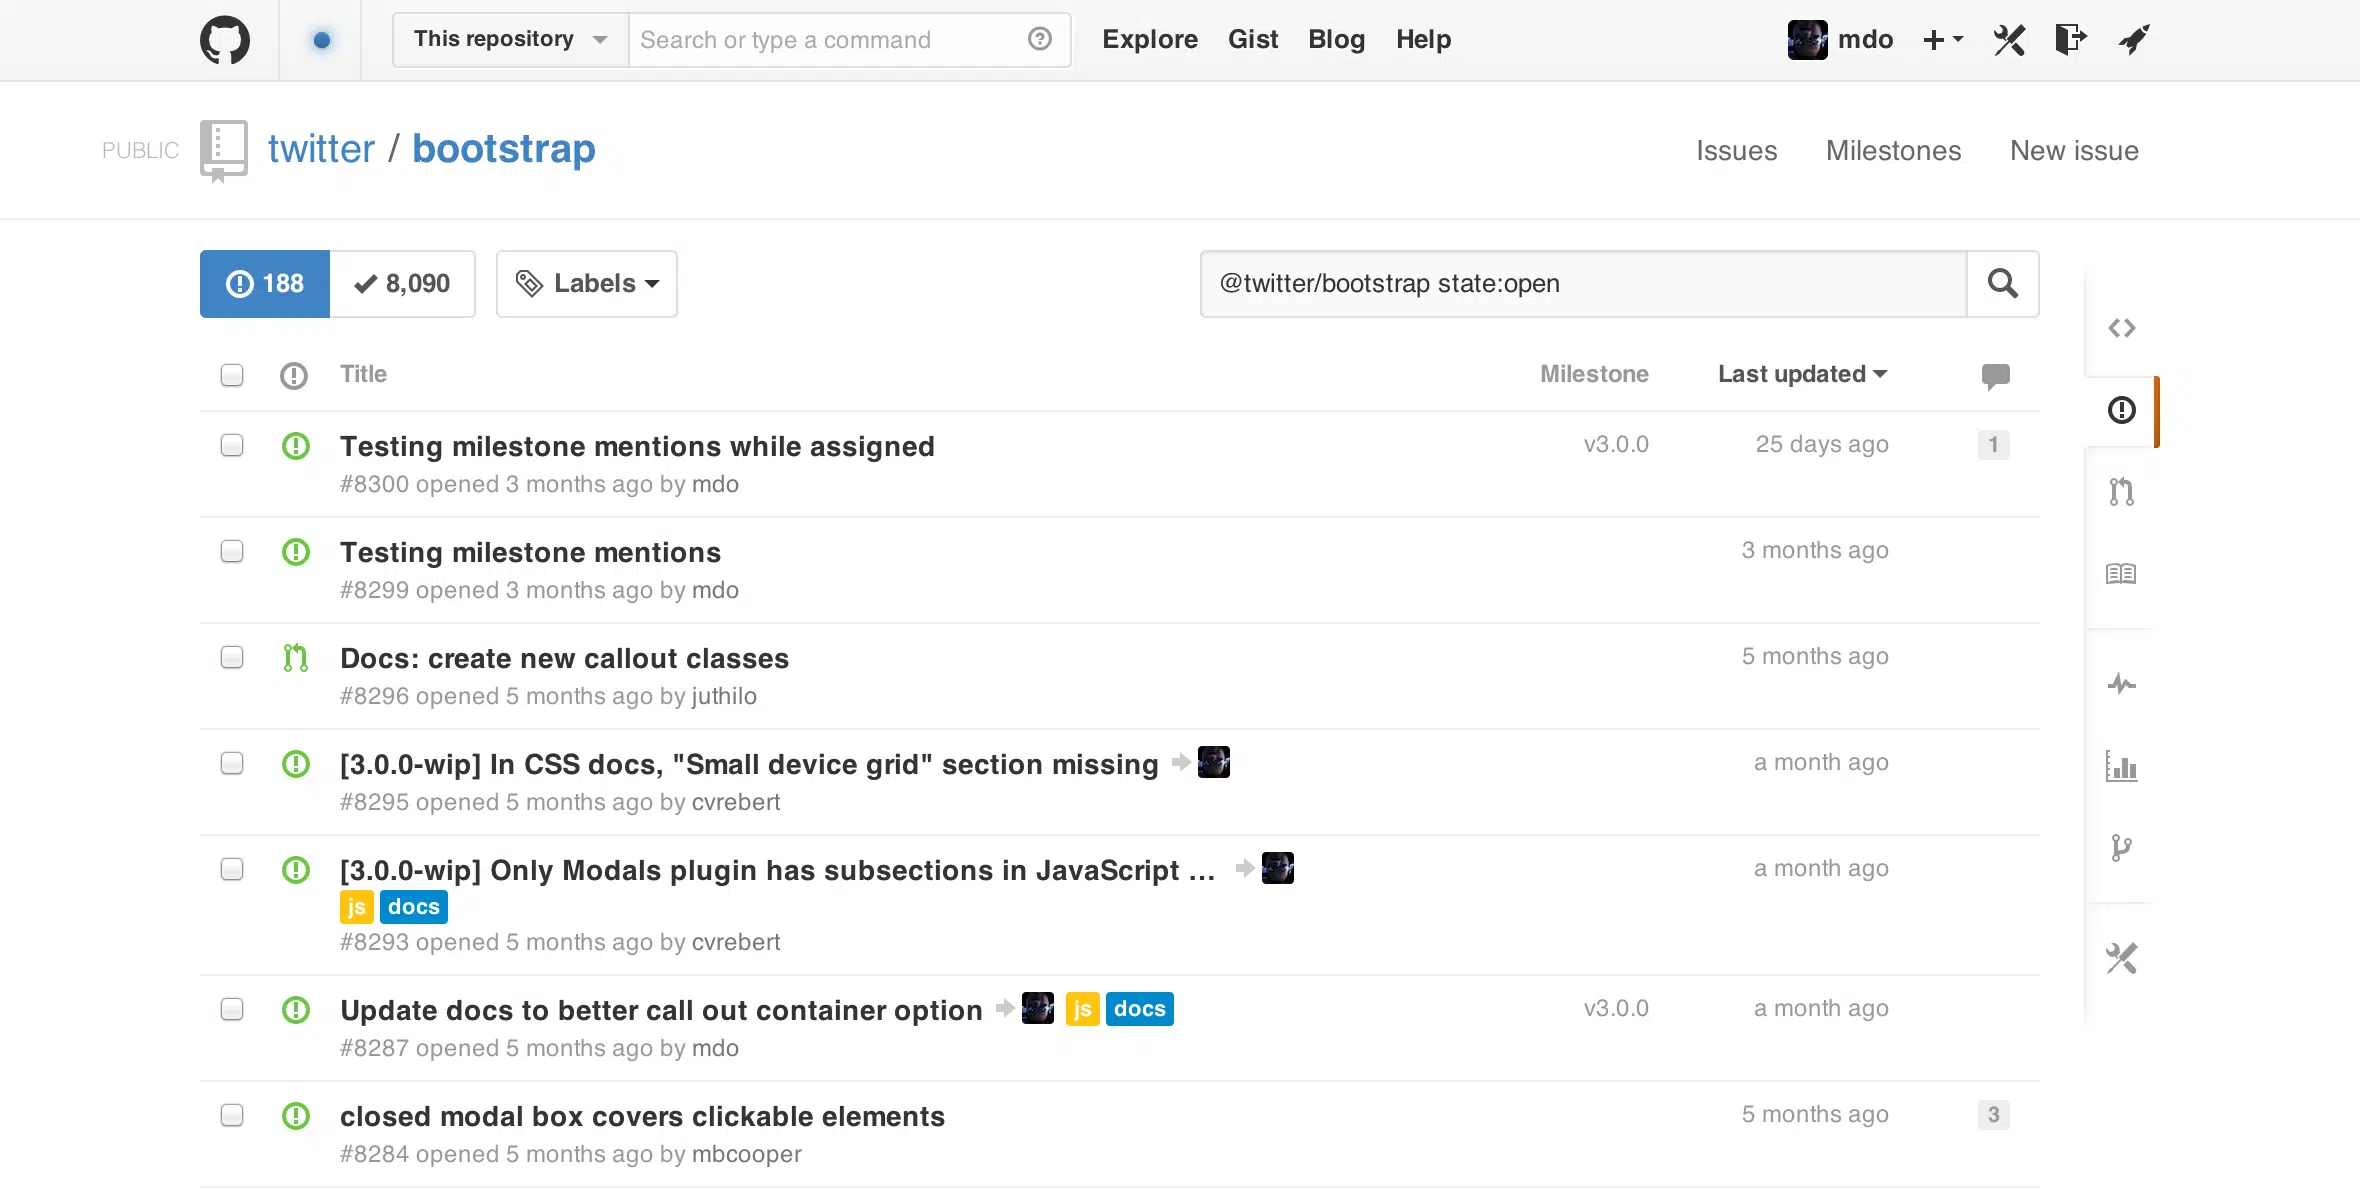 This repository Search or type a command Explore Gist Blog Help mdo
PUBLIC twitter / bootstrap Issues Milestones New issue
188 8,090 Labels @twitter/bootstrap state:open
Title Milestone Last updated
Testing milestone mentions while assigned v3.0.0 25 days ago 1
#8300 opened 3 months ago by mdo
Testing milestone mentions 3 months ago
#8299 opened 3 months ago by mdo
Docs: create new callout classes 5 months ago
#8296 opened 5 months ago by juthilo
[3.0.0-wip] In CSS docs, "Small device grid" section missing a month ago
#8295 opened 5 months ago by cvrebert
[3.0.0-wip] Only Modals plugin has subsections in JavaScript … a month ago
js docs
#8293 opened 5 months ago by cvrebert
Update docs to better call out container option js docs v3.0.0 a month ago
#8287 opened 5 months ago by mdo
closed modal box covers clickable elements 5 months ago 3
#8284 opened 5 months ago by mbcooper